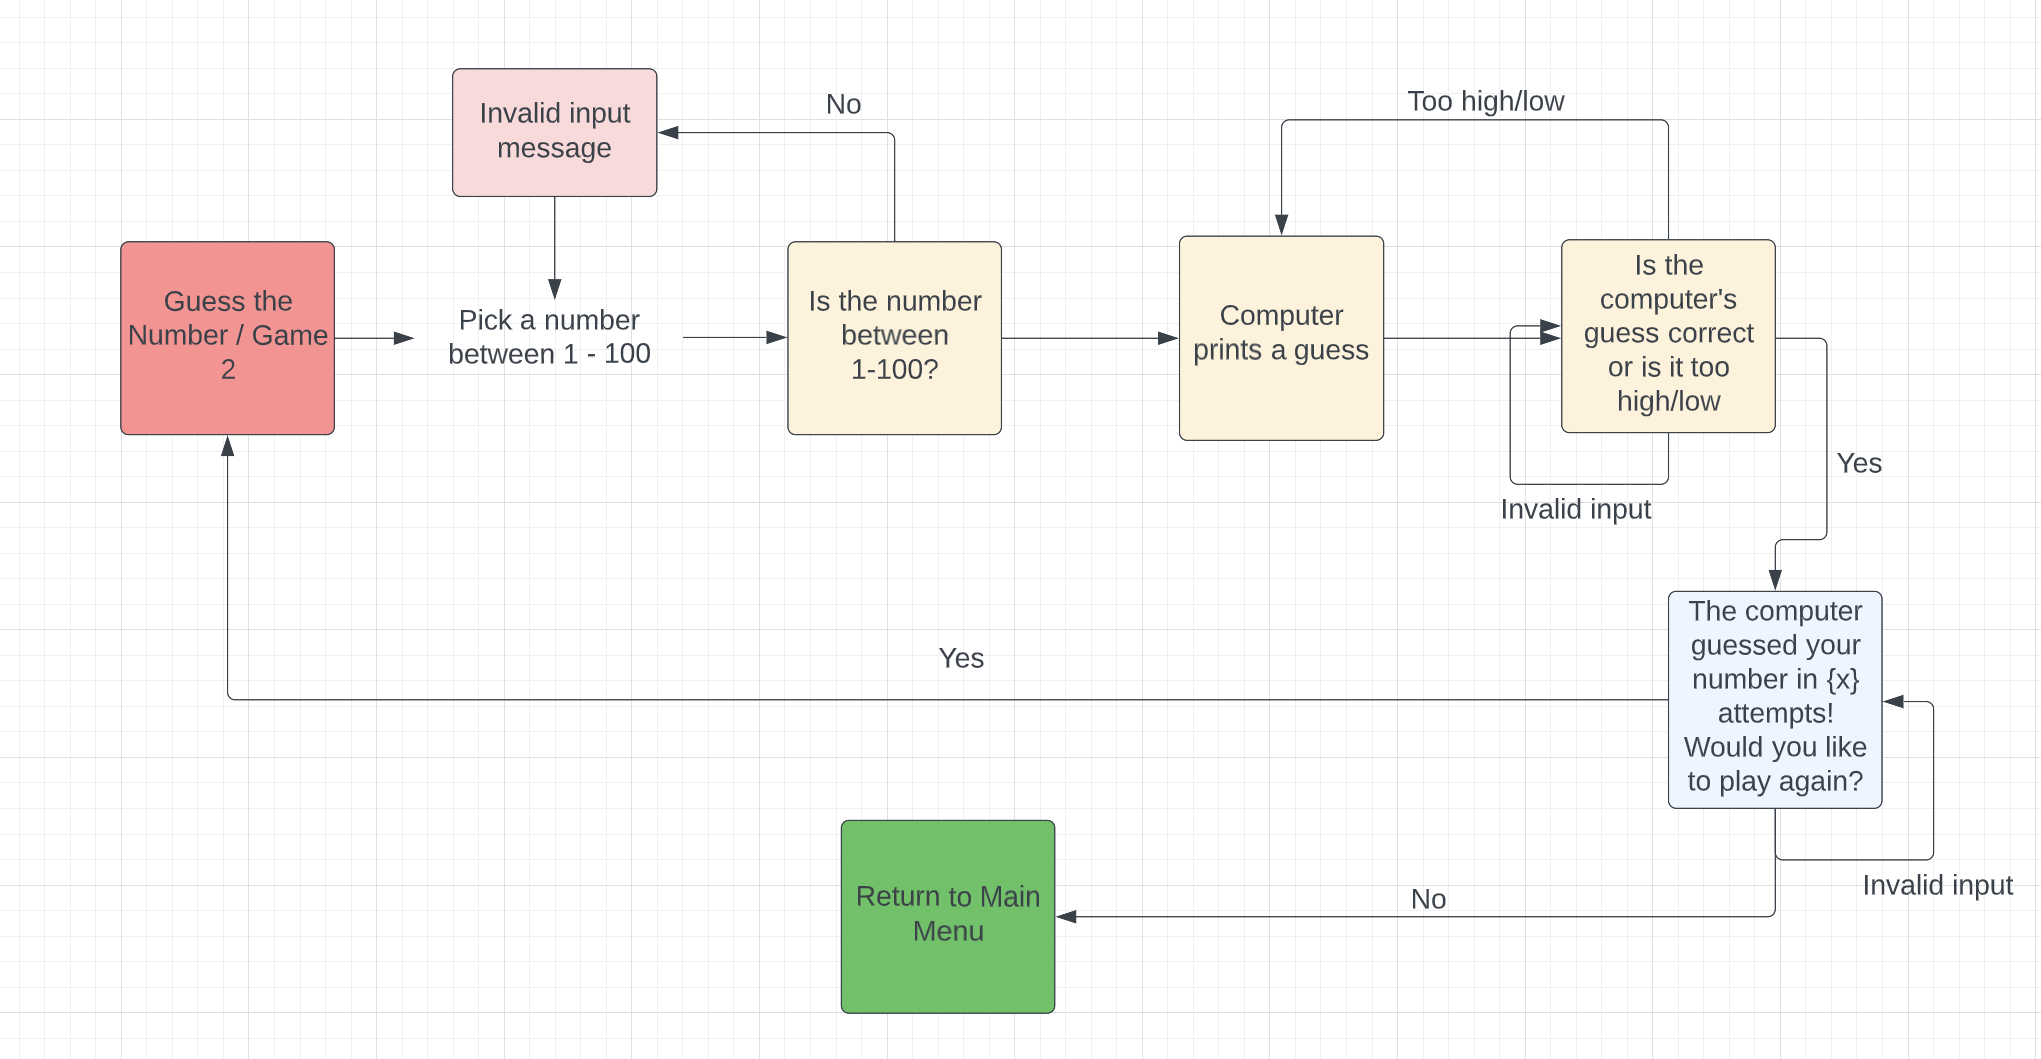 Invalid input
message
No
Too high/low
Guess the
Number / Game
2
Pick a number
between 1 - 100
Is the number
between
1-100?
Computer
prints a guess
Is the
computer's
guess correct
or is it too
high/low
Yes
Invalid input
The computer
guessed your
number in {x}
attempts!
Would you like
to play again?
Yes
Invalid input
No
Return to Main
Menu